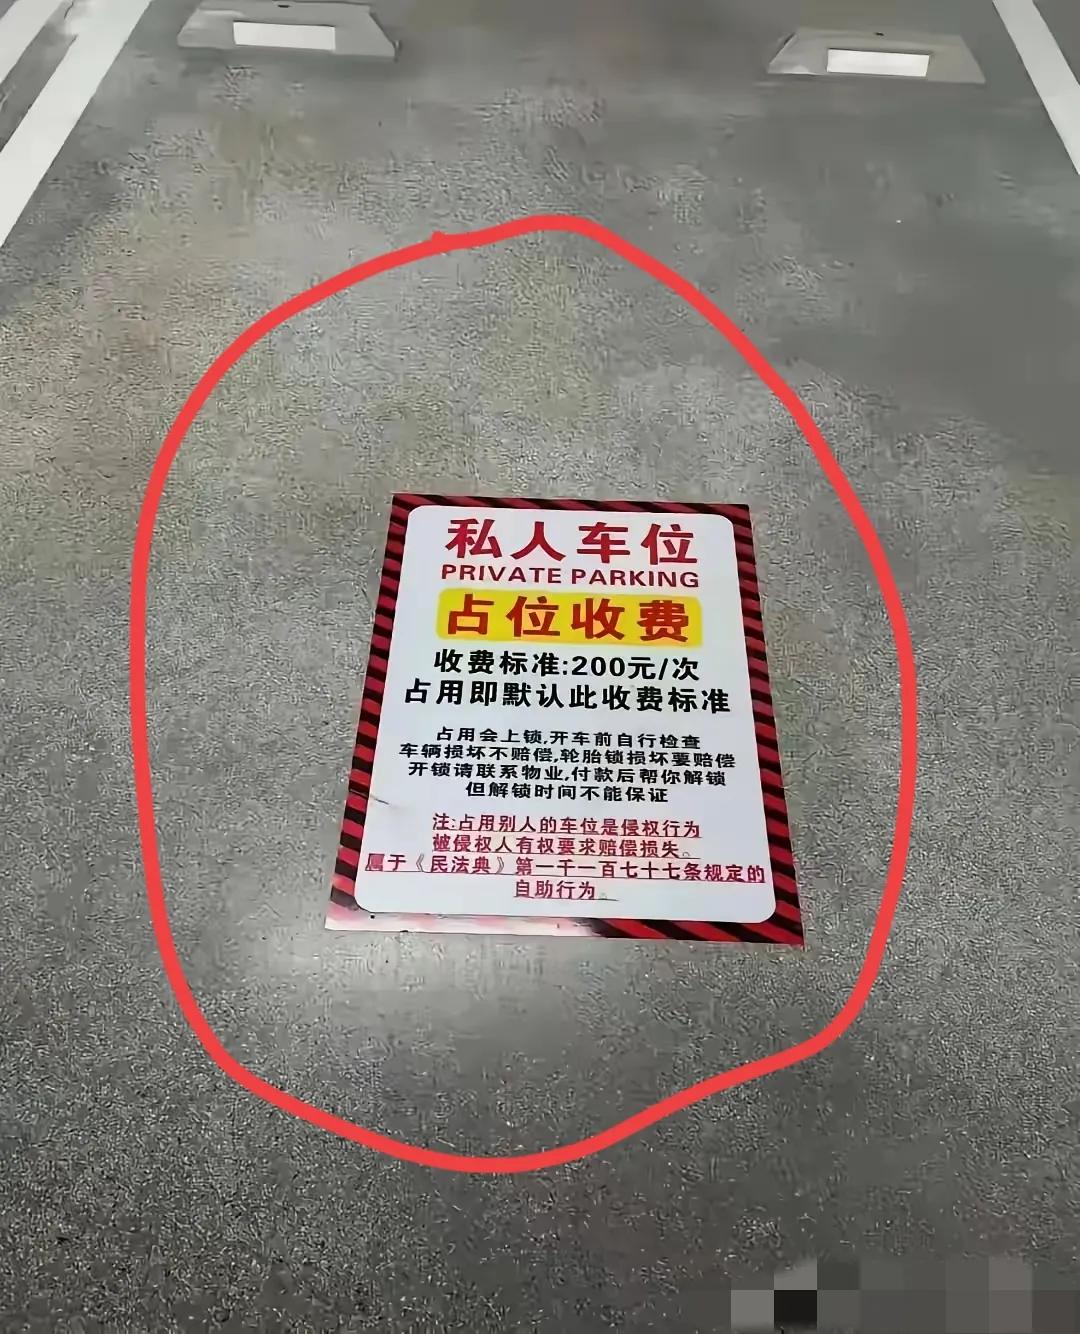 私人车位
PRIVATE PARKING
占位收费
收费标准:200元/次
占用即默认此收费标准
占用会上锁,开车前自行检查
车辆损坏不赔偿,轮胎锁损坏要赔偿
开锁请联系物业,付款后帮你解锁
但解锁时间不能保证
注:占用别人的车位是侵权行为
被侵权人有权要求赔偿损失。
属于《民法典》第一千一百七十七条规定的
自助行为。